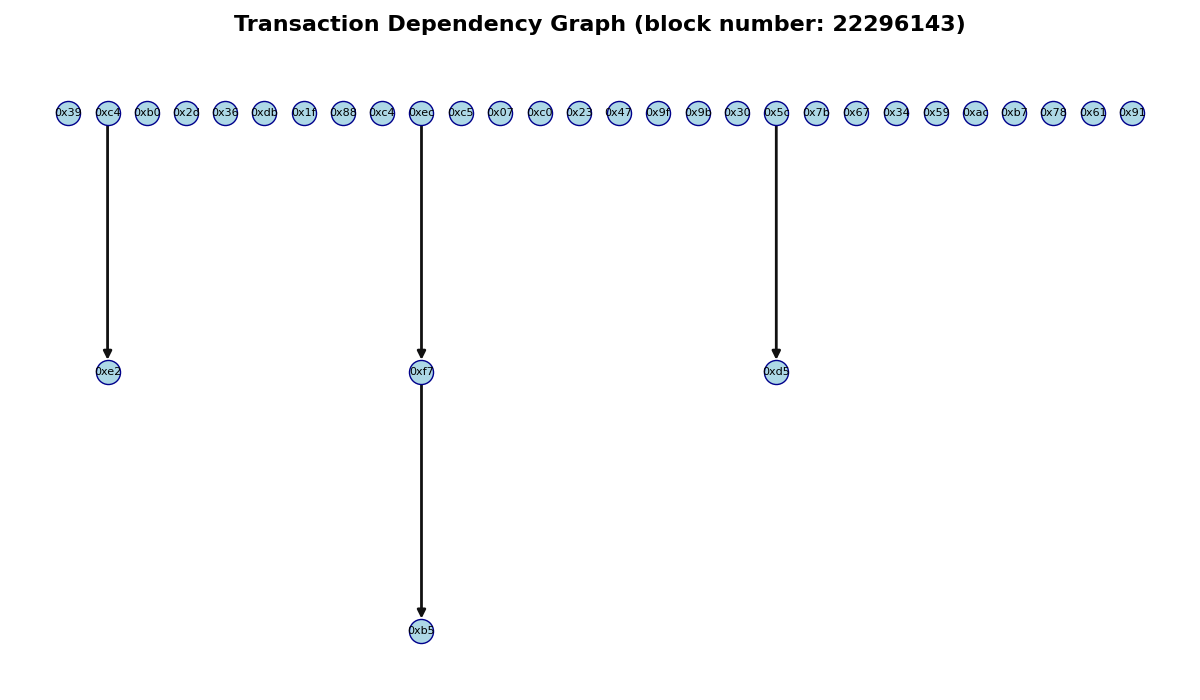 Transaction Dependency Graph (block number: 22296143)
0x39 0xc4 0xb0 0x2d 0x36 0xdb 0x1f 0x88 0xc4 0xec 0xc5 0x07 0xc0 0x23 0x47 0x9f 0x9b 0x30 0x5c 0x7b 0x67 0x34 0x59 0xac 0xb7 0x78 0x61 0x91
0xe2 0xf7 0xd5
0xb5